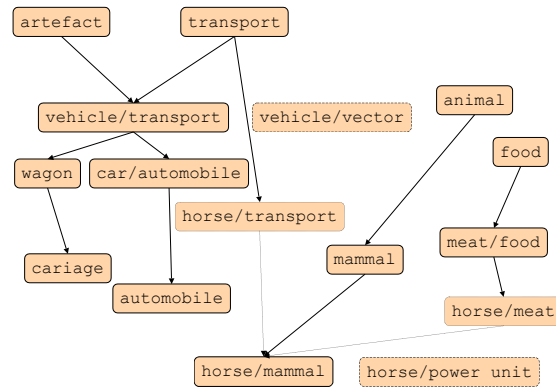 artefact
transport
animal
vehicle/transport
vehicle/vector
food
wagon
car/automobile
horse/transport
meat/food
mammal
cariage
automobile
horse/meat
horse/mammal
horse/power unit